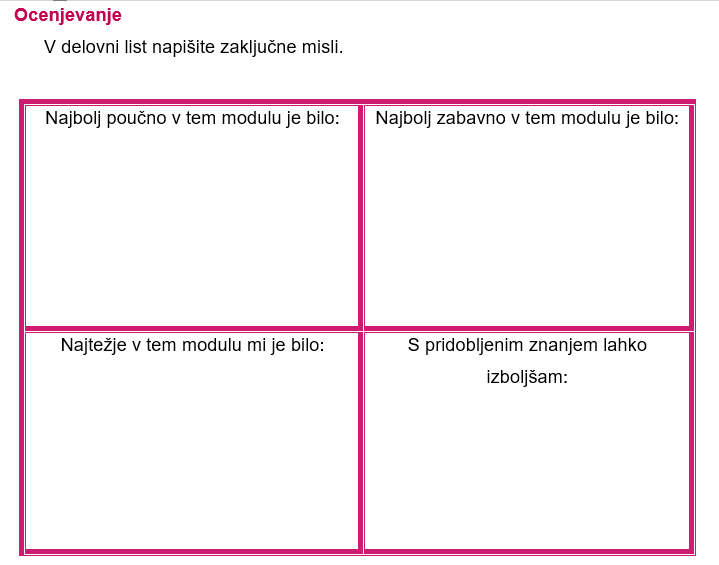 Ocenjevanje
V delovni list napišite zaključne misli.
Najbolj poučno v tem modulu je bilo:
Najbolj zabavno v tem modulu je bilo:
Najtežje v tem modulu mi je bilo:
S pridobljenim znanjem lahko
izboljšam: